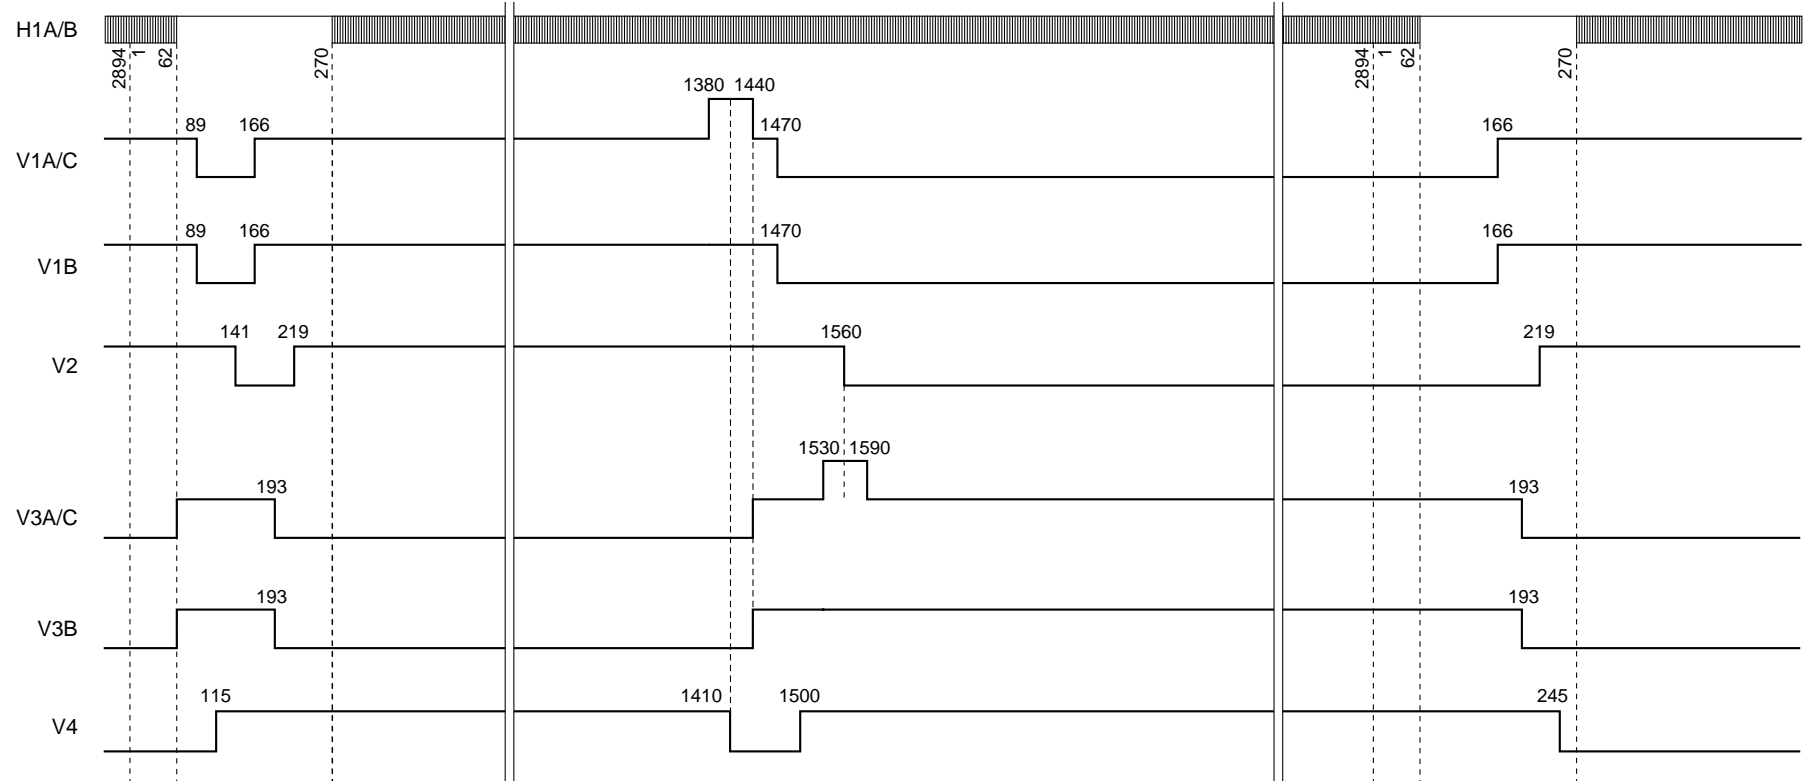 H1A/B
2894 1 62 270 2894 1 62 270
1380 1440
89 166 1470 166
V1A/C
89 166 1470 166
V1B
141 219 1560 219
V2
1530 1590
193 193
V3A/C
193 193
V3B
115 1410 1500 245
V4